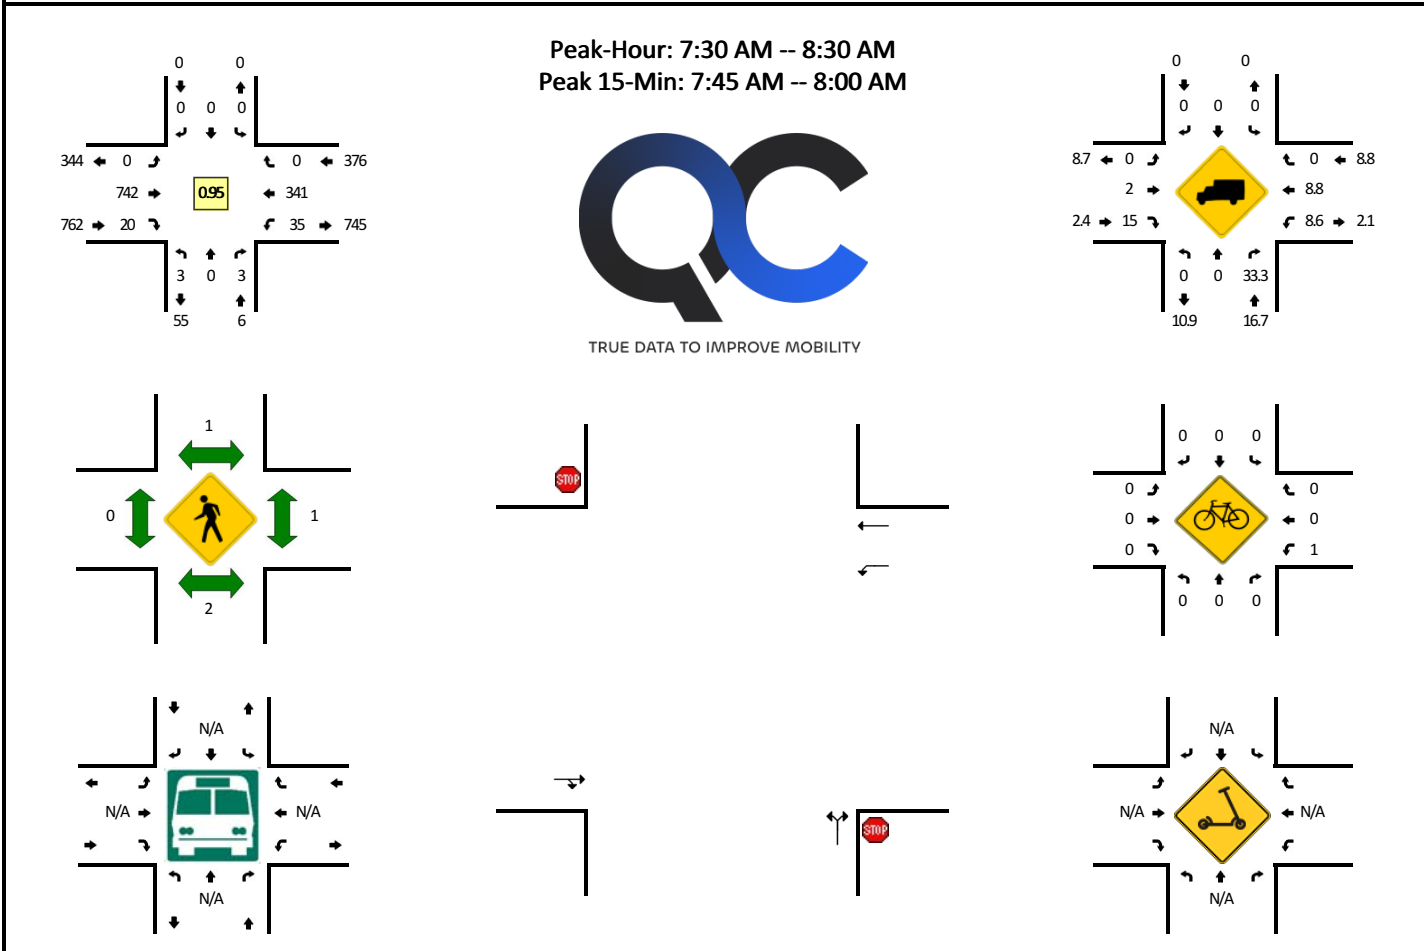 Peak-Hour: 7:30 AM -- 8:30 AM
Peak 15-Min: 7:45 AM -- 8:00 AM
0 0
0 0 0
344 0 0 376
742 0.95 341
762 20 35 745
3 0 3
55 6
QC
TRUE DATA TO IMPROVE MOBILITY
0 0
0 0 0
8.7 0 0 8.8
2 8.8
2.4 15 8.6 2.1
0 0 33.3
10.9 16.7
1
0 1
2
STOP
STOP
0 0 0
0 0
0 0
0 1
0 0 0
N/A
N/A N/A
N/A
N/A
N/A N/A
N/A